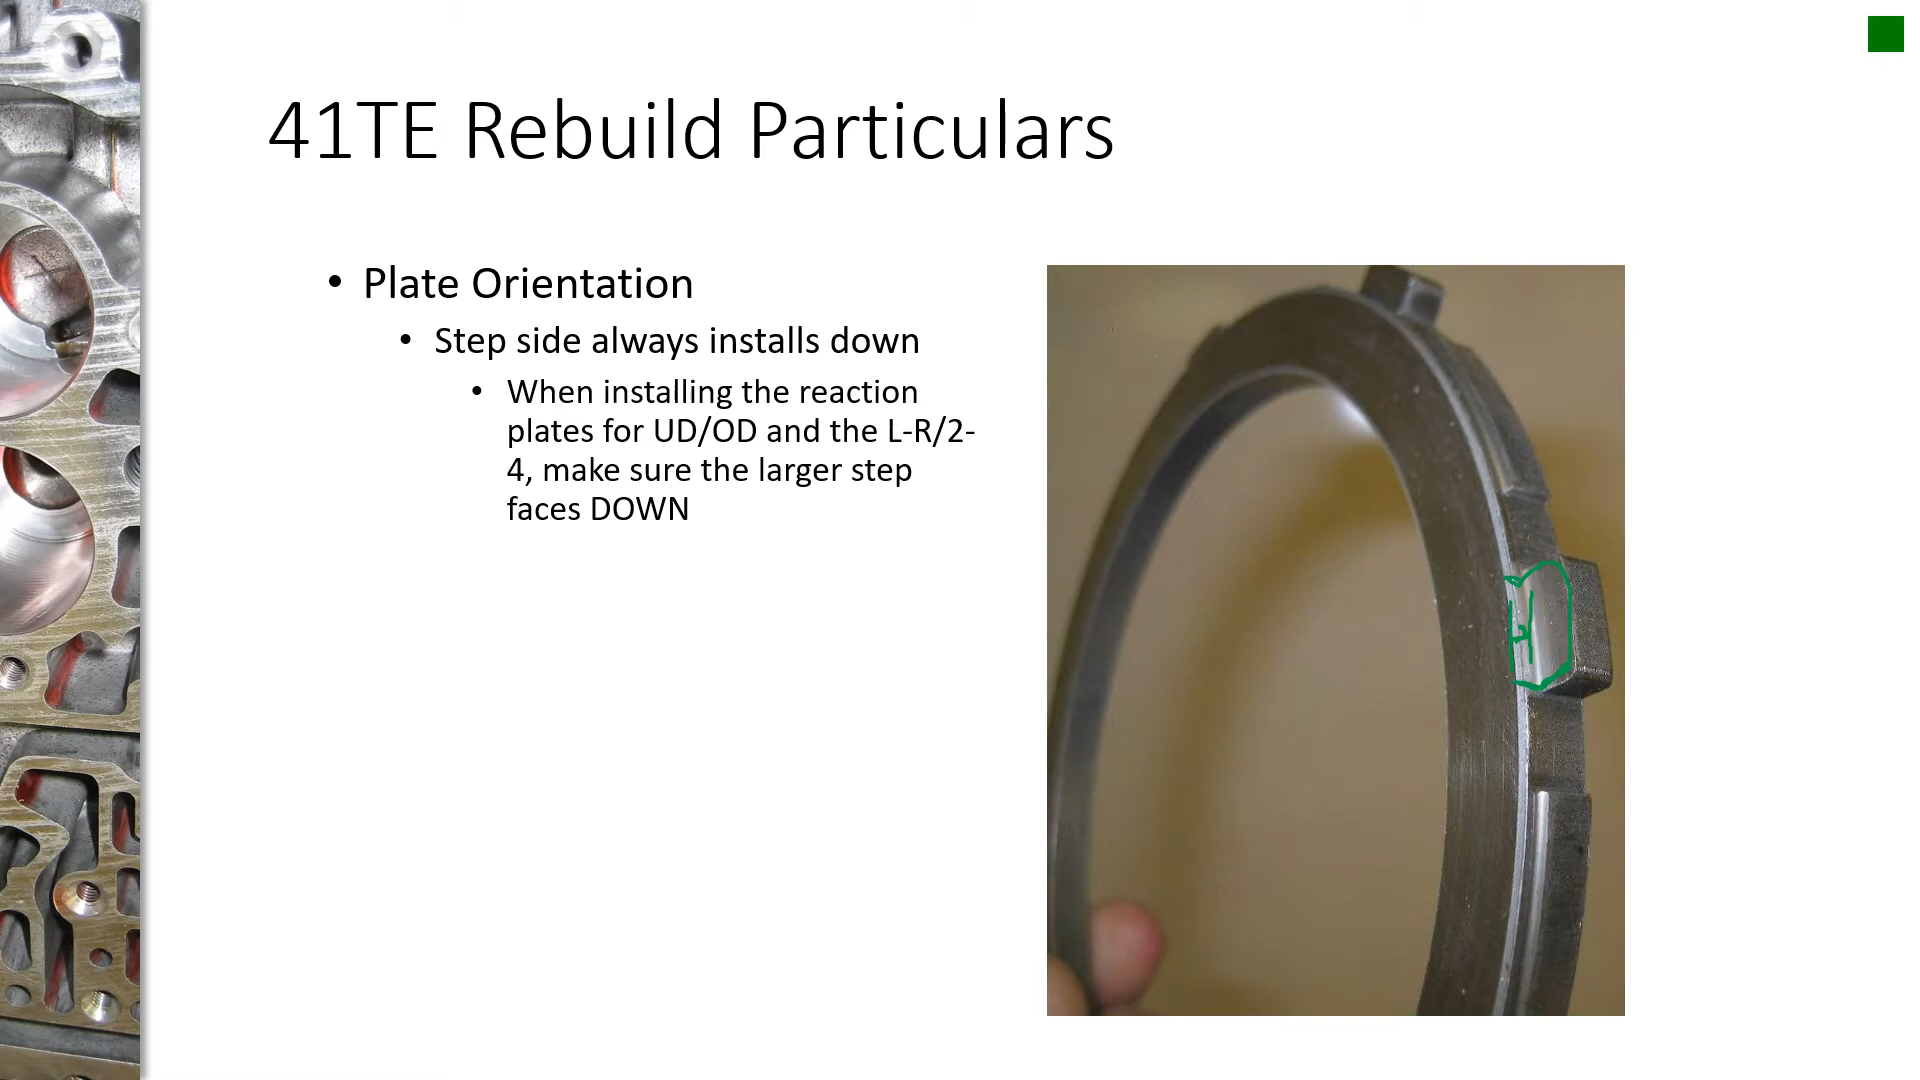 41TE Rebuild Particulars
• Plate Orientation
• Step side always installs down
• When installing the reaction
plates for UD/OD and the L-R/2-
4, make sure the larger step
faces DOWN